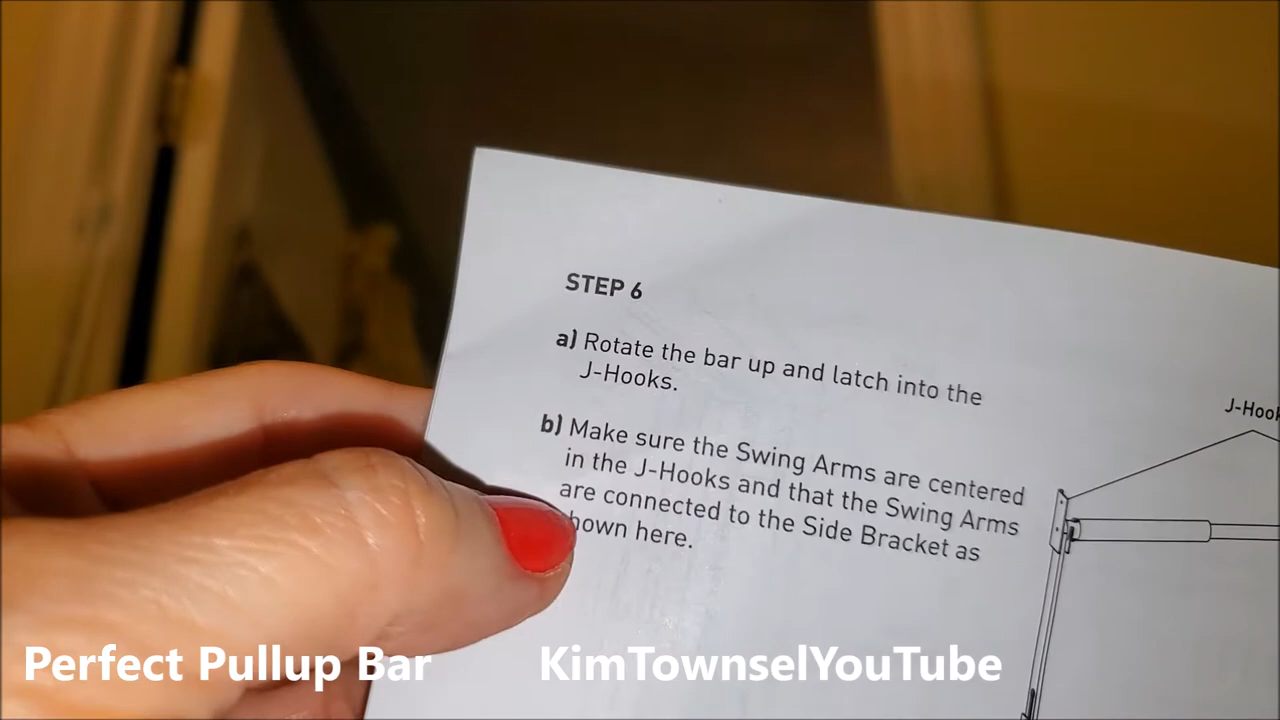 STEP 6
a) Rotate the bar up and latch into the
J-Hooks.
b) Make sure the Swing Arms are centered
in the J-Hooks and that the Swing Arms
are connected to the Side Bracket as
hown here.
J-Hook
Perfect Pullup Bar
KimTownselYouTube